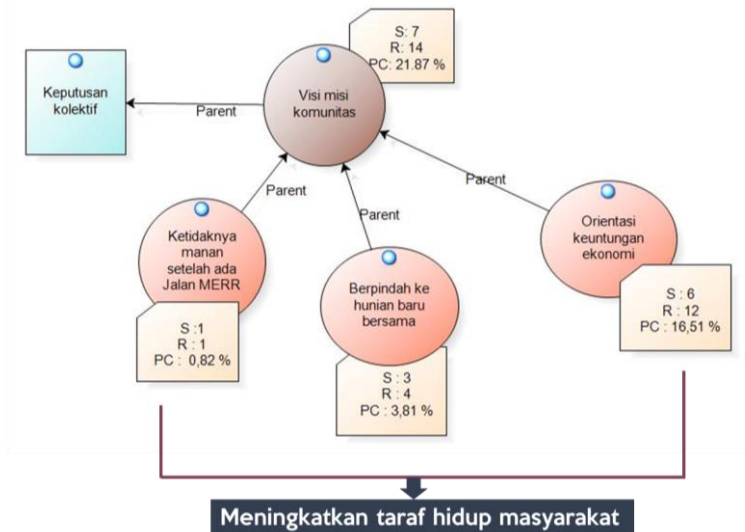 S: 7
R: 14
PC: 21.87 %
Keputusan
kolektif
Visi misi
komunitas
Parent
Parent
Parent
Parent
Ketidaknya
manan
setelah ada
Jalan MERR
Orientasi
keuntungan
ekonomi
Berpindah ke
hunian baru
bersama
S :1
R : 1
PC : 0,82 %
S : 3
R : 4
PC : 3,81 %
S : 6
R : 12
PC : 16,51 %
Meningkatkan taraf hidup masyarakat